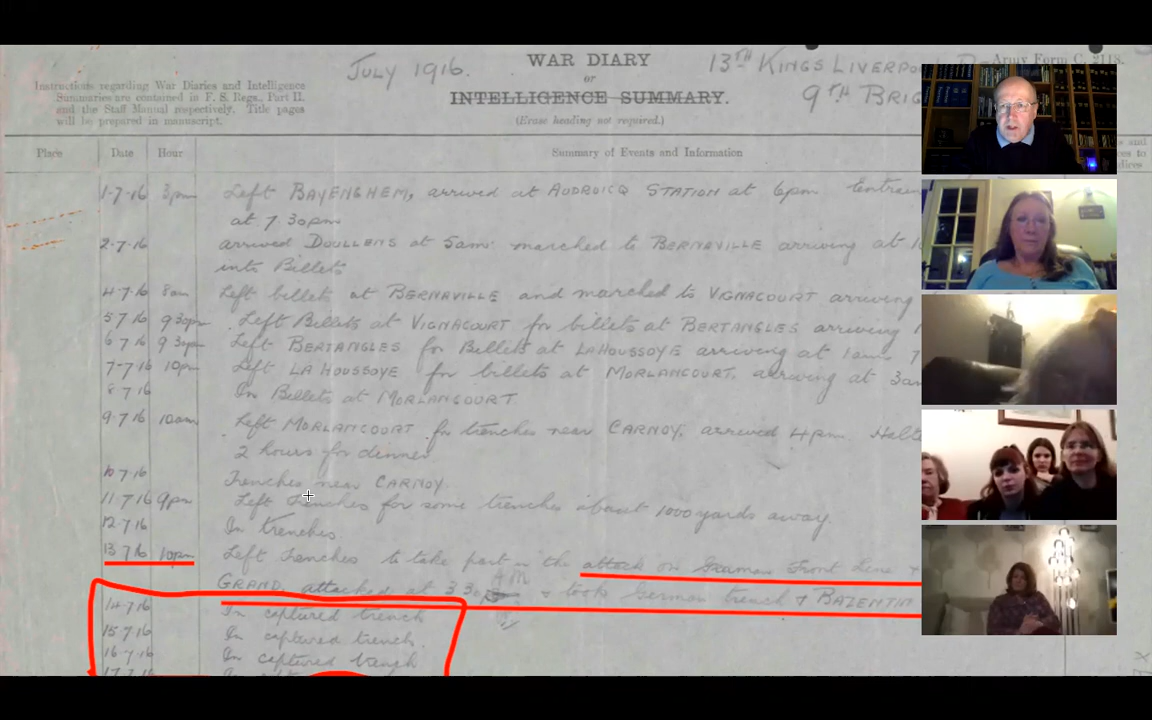 JULY 1916.
WAR DIARY
13TH KINGS LIVERPO
Army Form C. 2118.
or
INTELLIGENCE SUMMARY.
9TH BRIG
(Erase heading not required.)
Instructions regarding War Diaries and Intelligence
Summaries are contained in F. S. Regs., Part II.
and the Staff Manual respectively. Title pages
will be prepared in manuscript.
Place Date Hour Summary of Events and Information
1-7-16 3pm Left BAYENGHEM, arrived at AUDRUICQ STATION at 6pm Entrain
at 7.30pm
2-7-16 arrived DOULLENS at 5am marched to BERNAVILLE arriving at
into Billets
4-7-16 8am Left billets at BERNAVILLE and marched to VIGNACOURT arriving
5 7 16 9 30pm Left Billets at VIGNACOURT for billets at BERTANGLES arriving
6 7 16 9 30pm Left BERTANGLES for Billets at LAHOUSSOYE arriving at 1am 7
7-7-16 10pm Left LA HOUSSOYE for billets at MORLANCOURT, arriving at 3am
8 7 16 In Billets at MORLANCOURT.
9.7.16 10am Left MORLANCOURT for trenches near CARNOY, arrived 4pm. Halte
2 hours for dinner
10 7-16 Trenches near CARNOY.
11-7-16 9pm Left Trenches for some trenches about 1000 yards away.
12-7-16 In trenches
13 7 16 10pm Left Trenches to take part in the attack on German Front Line +
GRAND, attacked at 3 30 AM + took German trench + BAZENTIN
14-7-16 In captured trench
15-7-16 In captured trench.
16-7-16 In captured trench